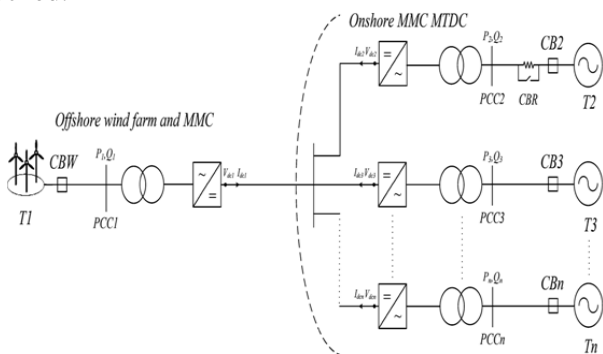 Onshore MMC MTDC
P2,Q2
CB2
Idc2 Vdc2
PCC2
CBR
T2
Offshore wind farm and MMC
CBW
P1,Q1
Vdc1 Idc1
T1
PCC1
P3,Q3
CB3
Idc3 Vdc3
PCC3
T3
Pn,Qn
CBn
Idcn Vdcn
PCCn
Tn